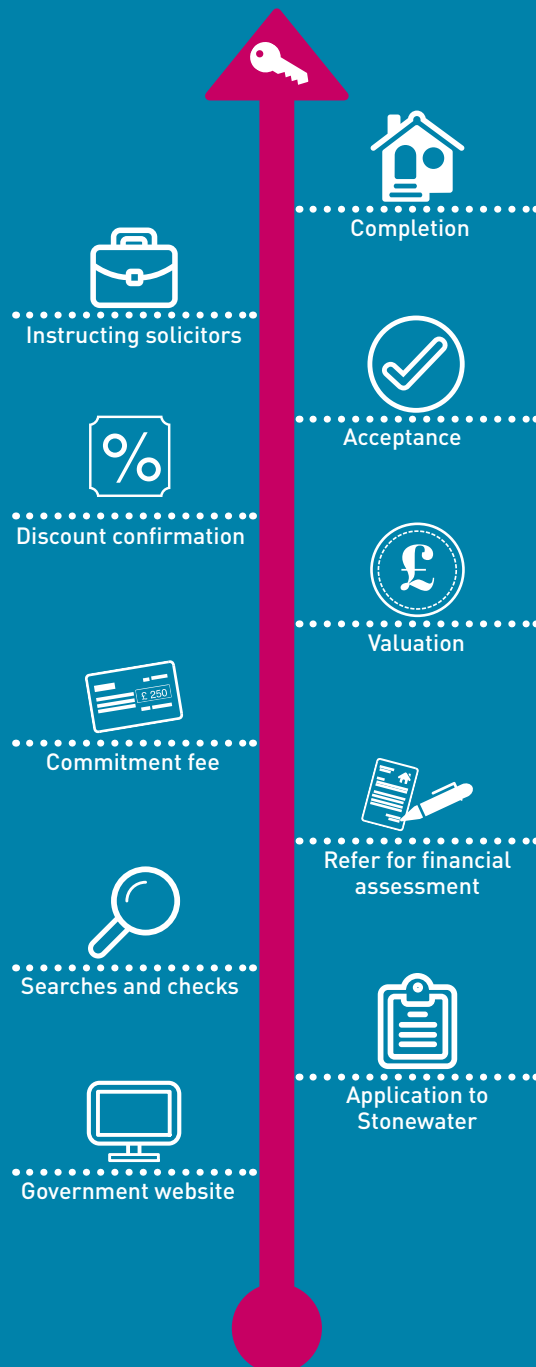 Completion
Instructing solicitors
Acceptance
Discount confirmation
£
Valuation
£ 250
Commitment fee
Refer for financial
assessment
Searches and checks
Application to
Stonewater
Government website